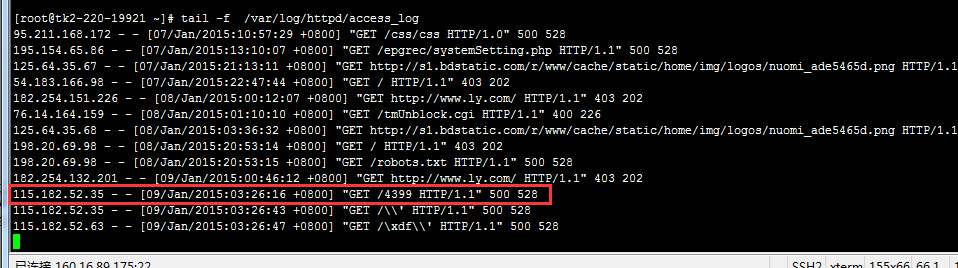 [root@tk2-220-19921 ~]# tail -f  /var/log/httpd/access_log
95.211.168.172 - - [07/Jan/2015:10:57:29 +0800] "GET /css/css HTTP/1.0" 500 528
195.154.65.86 - - [07/Jan/2015:13:10:07 +0800] "GET /epgrec/systemSetting.php HTTP/1.1" 500 528
125.64.35.67 - - [07/Jan/2015:21:13:11 +0800] "GET http://s1.bdstatic.com/r/www/cache/static/home/img/logos/nuomi_ade5465d.png HTTP/1.1
54.183.166.98 - - [07/Jan/2015:22:47:44 +0800] "GET / HTTP/1.1" 403 202
182.254.151.226 - - [08/Jan/2015:00:12:07 +0800] "GET http://www.ly.com/ HTTP/1.1" 403 202
76.14.164.159 - - [08/Jan/2015:01:10:10 +0800] "GET /tmUnblock.cgi HTTP/1.1" 400 226
125.64.35.68 - - [08/Jan/2015:03:36:32 +0800] "GET http://s1.bdstatic.com/r/www/cache/static/home/img/logos/nuomi_ade5465d.png HTTP/1.1
198.20.69.98 - - [08/Jan/2015:20:53:14 +0800] "GET / HTTP/1.1" 403 202
198.20.69.98 - - [08/Jan/2015:20:53:15 +0800] "GET /robots.txt HTTP/1.1" 500 528
182.254.132.201 - - [09/Jan/2015:00:46:12 +0800] "GET http://www.ly.com/ HTTP/1.1" 403 202
115.182.52.35 - - [09/Jan/2015:03:26:16 +0800] "GET /4399 HTTP/1.1" 500 528
115.182.52.35 - - [09/Jan/2015:03:26:43 +0800] "GET /\\' HTTP/1.1" 500 528
115.182.52.63 - - [09/Jan/2015:03:26:47 +0800] "GET /\xdf\\' HTTP/1.1" 500 528
已连接 160.16.89.175:22 SSH2 xterm 155x66 66,1